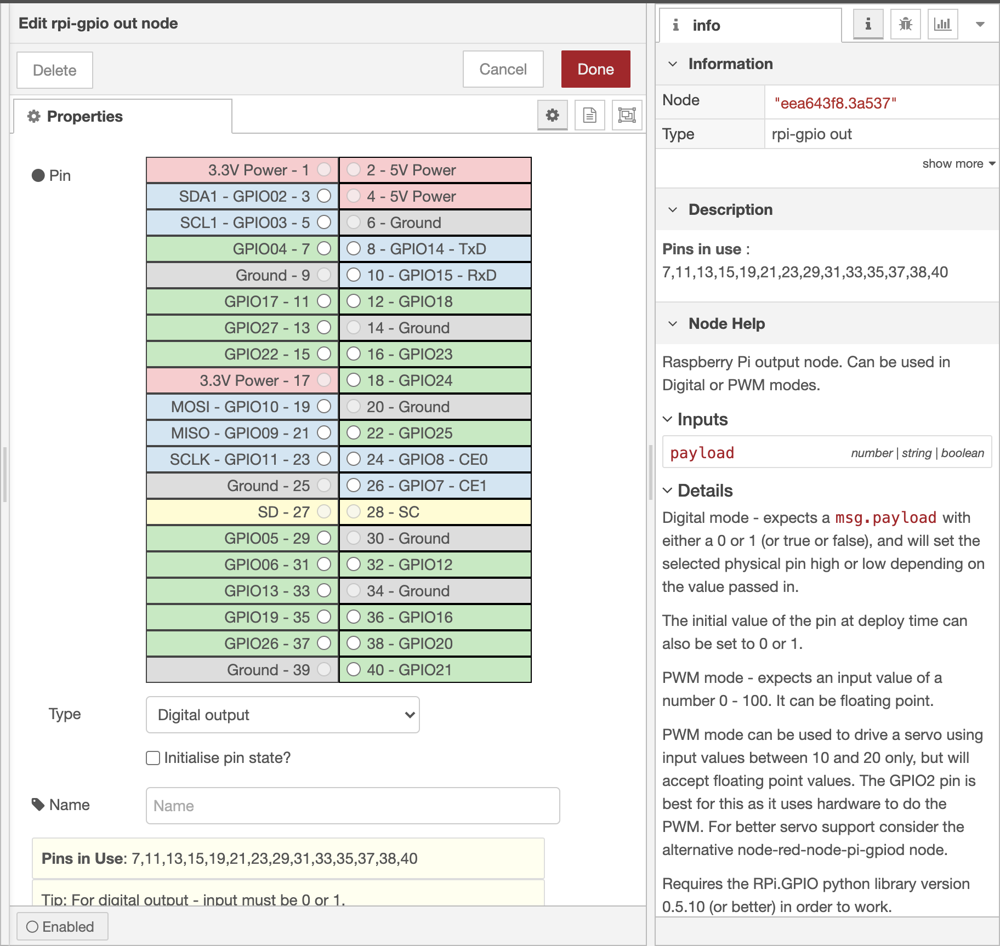 Edit rpi-gpio out node
Delete
Cancel
Done
Properties
Pin
3.3V Power - 1
2 - 5V Power
SDA1 - GPIO02 - 3
4 - 5V Power
SCL1 - GPIO03 - 5
6 - Ground
GPIO04 - 7
8 - GPIO14 - TxD
Ground - 9
10 - GPIO15 - RxD
GPIO17 - 11
12 - GPIO18
GPIO27 - 13
14 - Ground
GPIO22 - 15
16 - GPIO23
3.3V Power - 17
18 - GPIO24
MOSI - GPIO10 - 19
20 - Ground
MISO - GPIO09 - 21
22 - GPIO25
SCLK - GPIO11 - 23
24 - GPIO8 - CE0
Ground - 25
26 - GPIO7 - CE1
SD - 27
28 - SC
GPIO05 - 29
30 - Ground
GPIO06 - 31
32 - GPIO12
GPIO13 - 33
34 - Ground
GPIO19 - 35
36 - GPIO16
GPIO26 - 37
38 - GPIO20
Ground - 39
40 - GPIO21
Type
Digital output
Initialise pin state?
Name
Name
Pins in Use: 7,11,13,15,19,21,23,29,31,33,35,37,38,40
Tip: For digital output - input must be 0 or 1.
Enabled
info
Information
Node
"eea643f8.3a537"
Type
rpi-gpio out
show more
Description
Pins in use :
7,11,13,15,19,21,23,29,31,33,35,37,38,40
Node Help
Raspberry Pi output node. Can be used in
Digital or PWM modes.
Inputs
payload
number | string | boolean
Details
Digital mode - expects a msg.payload with
either a 0 or 1 (or true or false), and will set the
selected physical pin high or low depending on
the value passed in.
The initial value of the pin at deploy time can
also be set to 0 or 1.
PWM mode - expects an input value of a
number 0 - 100. It can be floating point.
PWM mode can be used to drive a servo using
input values between 10 and 20 only, but will
accept floating point values. The GPIO2 pin is
best for this as it uses hardware to do the
PWM. For better servo support consider the
alternative node-red-node-pi-gpiod node.
Requires the RPi.GPIO python library version
0.5.10 (or better) in order to work.